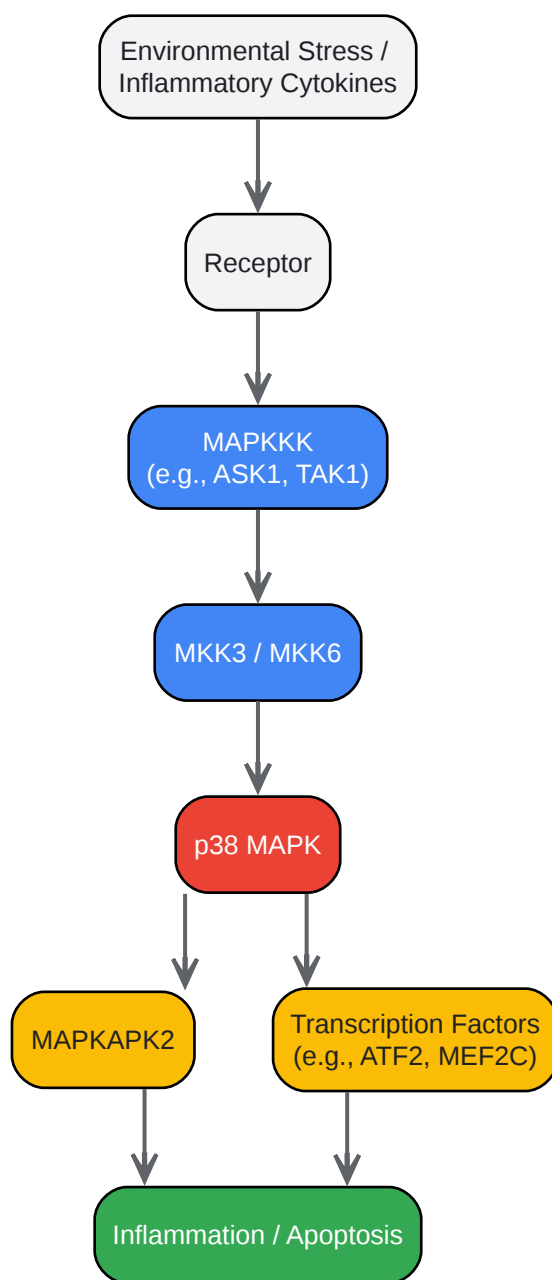 Environmental Stress /
Inflammatory Cytokines
Receptor
MAPKKK
(e.g., ASK1, TAK1)
MKK3 / MKK6
p38 MAPK
MAPKAPK2
Transcription Factors
(e.g., ATF2, MEF2C)
Inflammation / Apoptosis